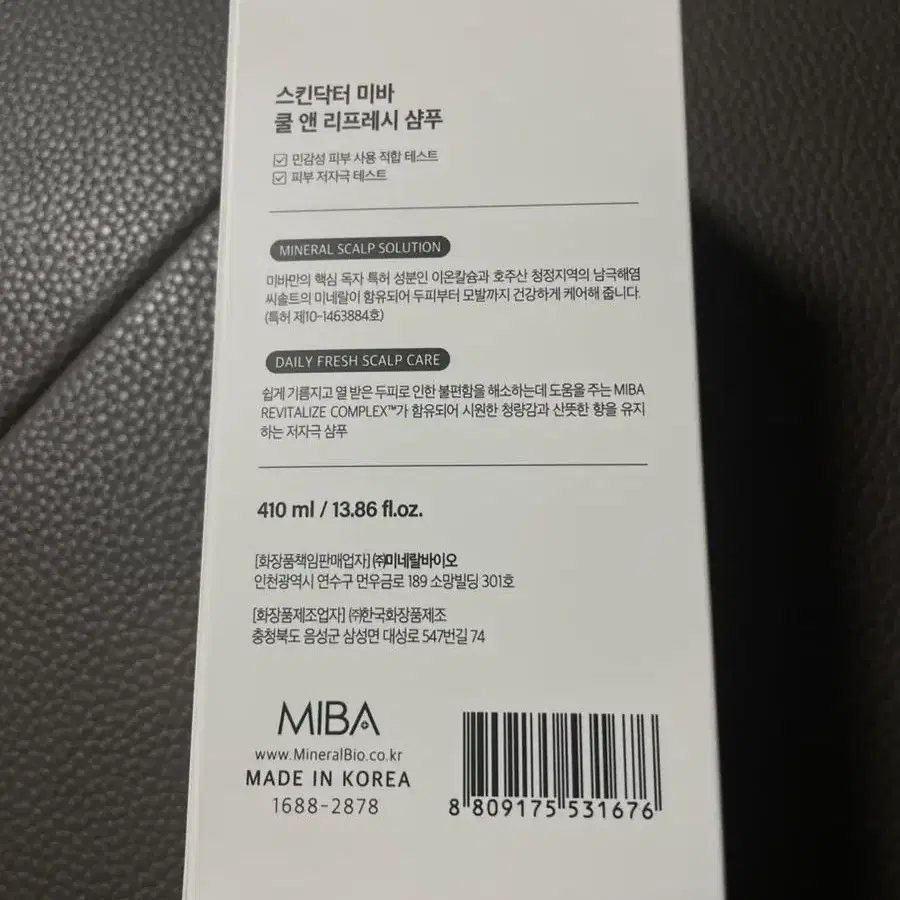 스킨닥터 미바
쿨 앤 리프레시 샴푸
민감성 피부 사용 적합 테스트
피부 저자극 테스트
MINERAL SCALP SOLUTION
미바만의 핵심 독자 특허 성분인 이온칼슘과 호주산 청정지역의 남극해염
씨솔트의 미네랄이 함유되어 두피부터 모발까지 건강하게 케어해 줍니다.
(특허 제10-1463884호)
DAILY FRESH SCALP CARE
쉽게 기름지고 열 받은 두피로 인한 불편함을 해소하는데 도움을 주는 MIBA
REVITALIZE COMPLEX™가 함유되어 시원한 청량감과 산뜻한 향을 유지
하는 저자극 샴푸
410 ml / 13.86 fl.oz.
[화장품책임판매업자] ㈜미네랄바이오
인천광역시 연수구 먼우금로 189 소망빌딩 301호
[화장품제조업자] ㈜한국화장품제조
충청북도 음성군 삼성면 대성로 547번길 74
MIBA
www.MineralBio.co.kr
MADE IN KOREA
1688-2878
8 809175 531676